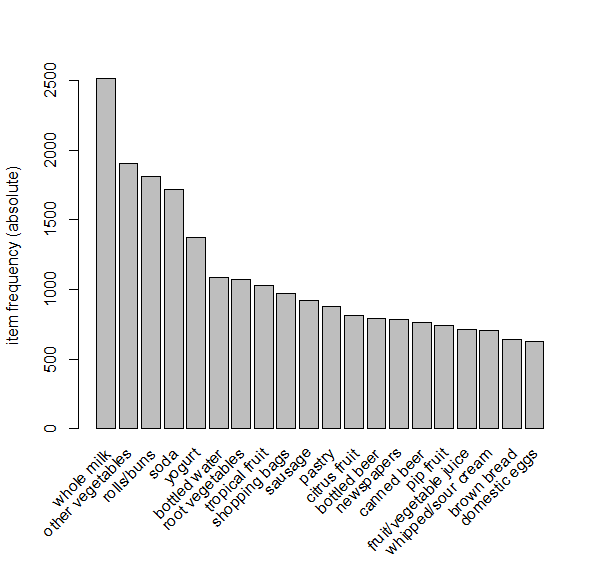 item frequency (absolute)
2500
2000
1500
1000
500
0
whole milk
other vegetables
rolls/buns
soda
yogurt
bottled water
root vegetables
tropical fruit
shopping bags
sausage
pastry
citrus fruit
bottled beer
newspapers
canned beer
pip fruit
fruit/vegetable juice
whipped/sour cream
brown bread
domestic eggs